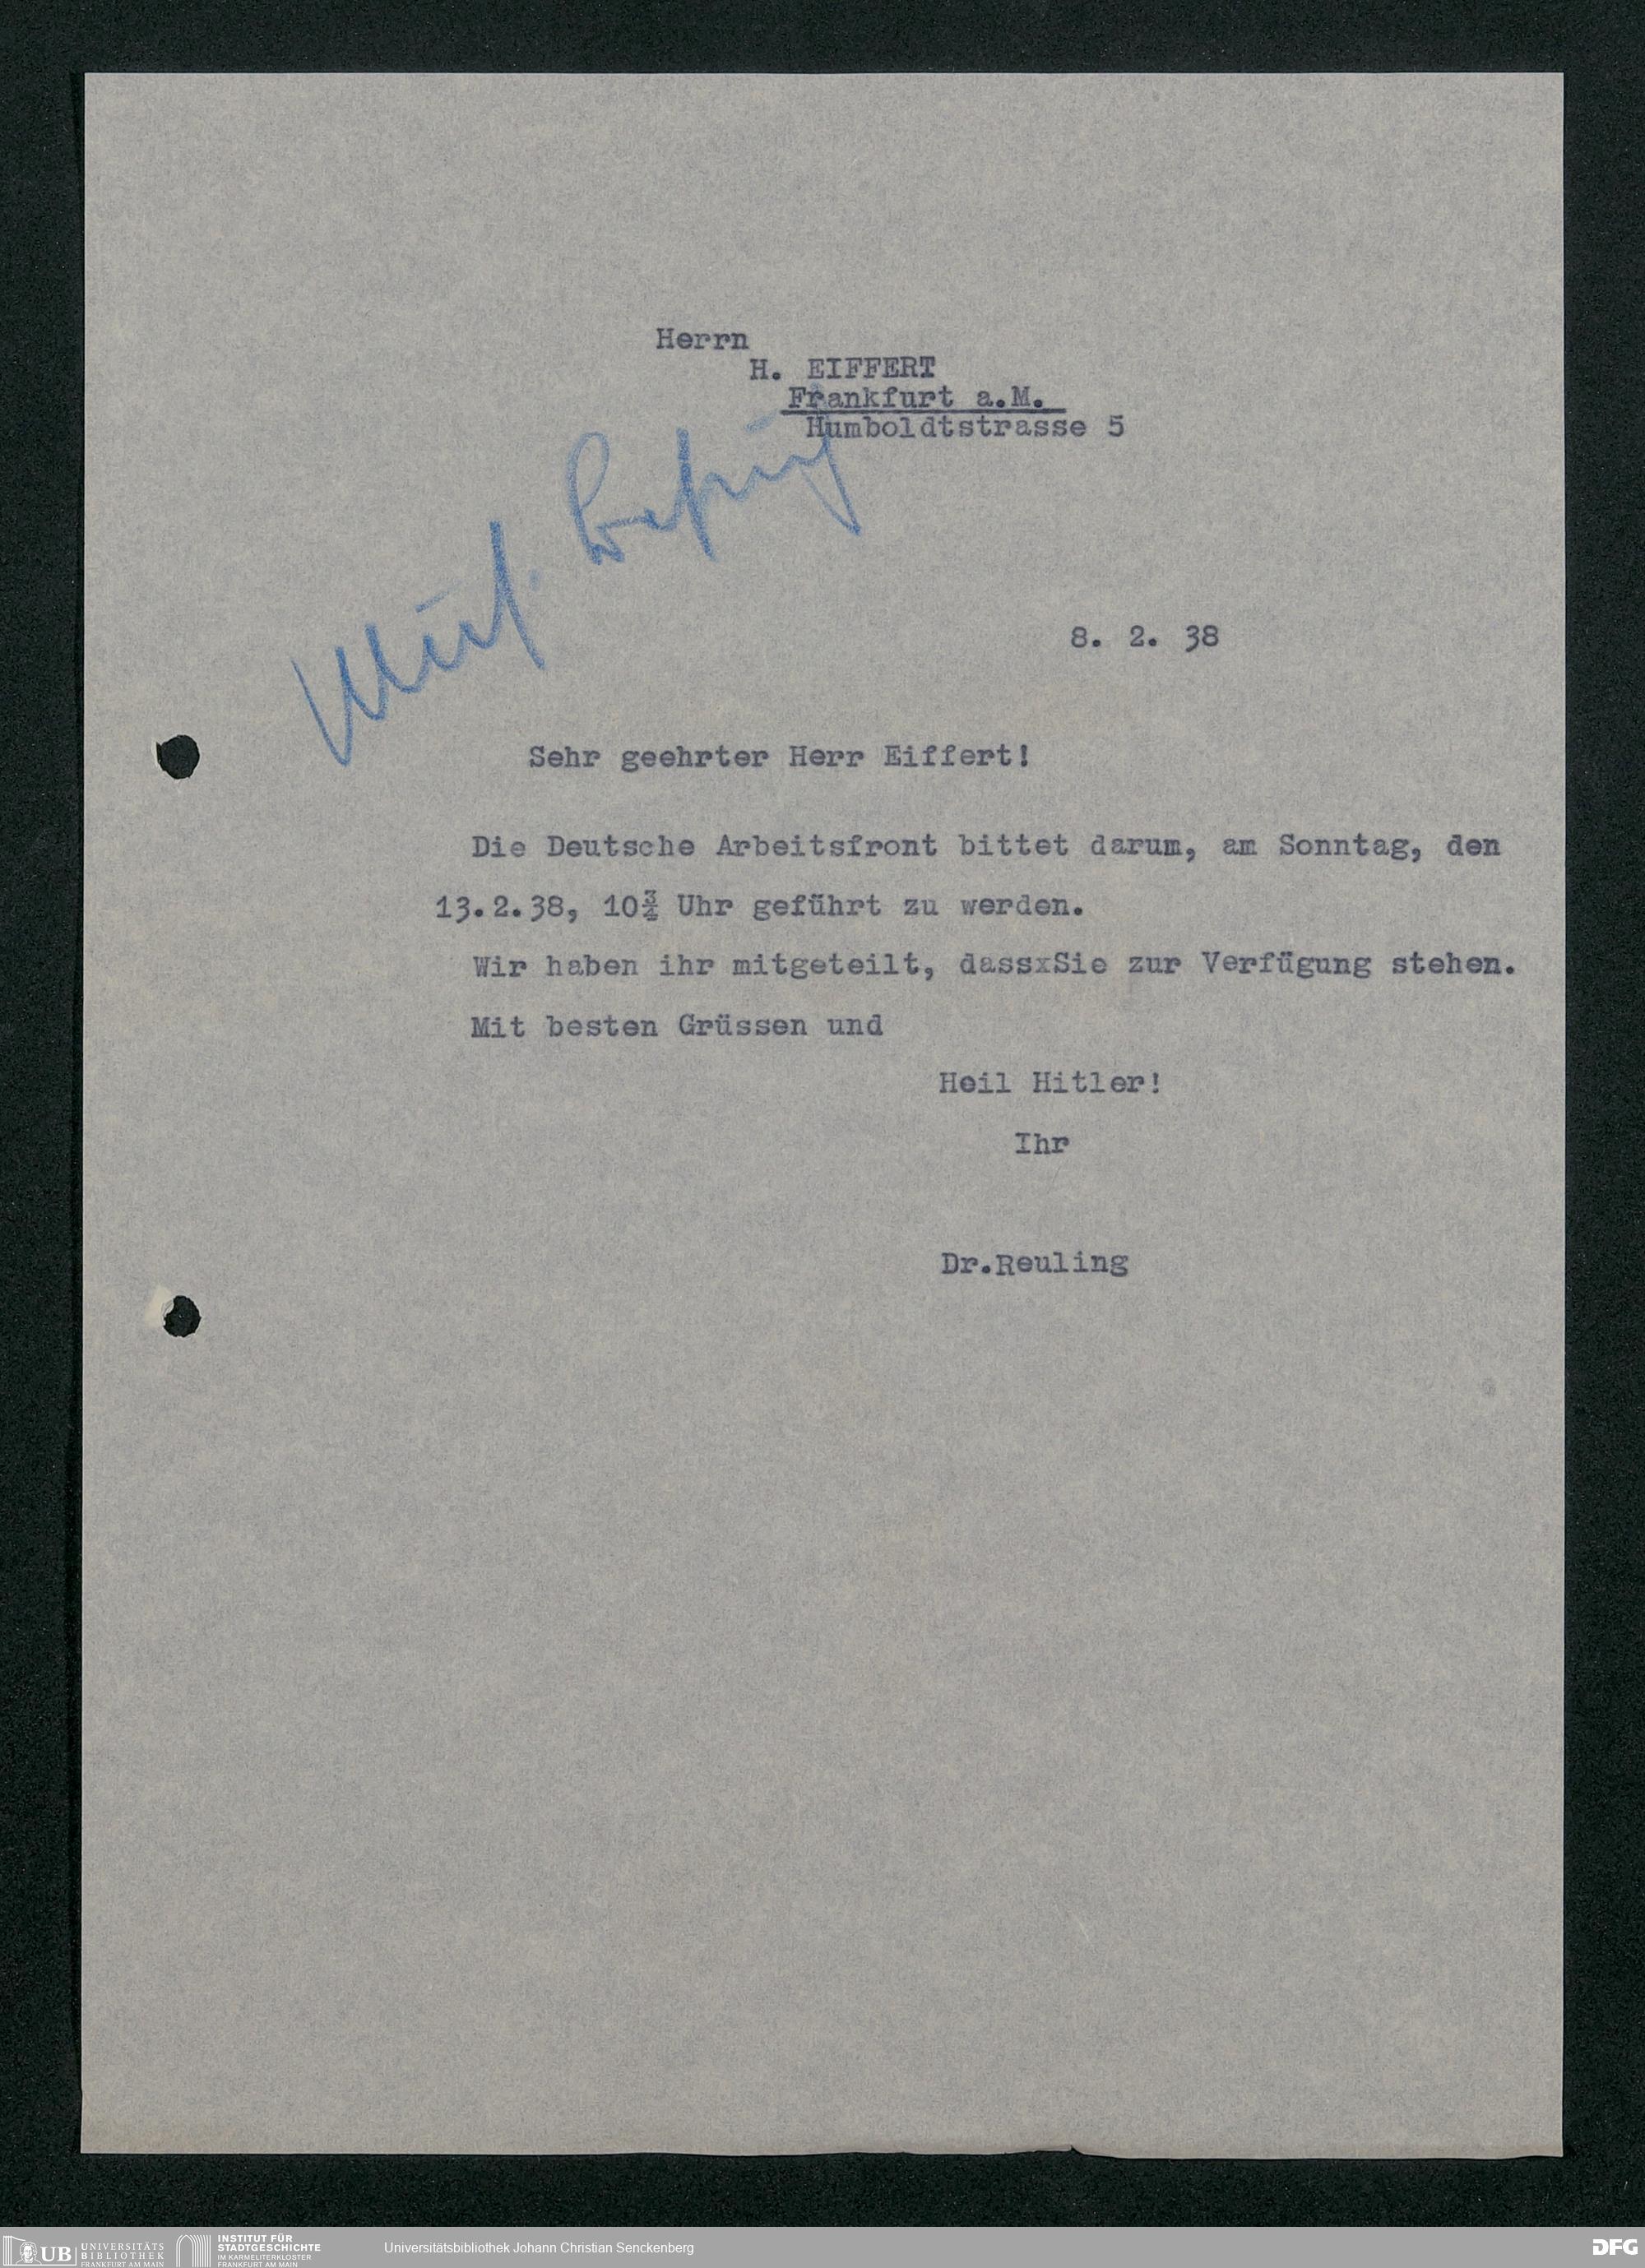 Herrn
H. EIFFERT
Frankfurt a.M.
Humboldtstrasse 5
8. 2. 38
Sehr geehrter Herr Eiffert!
Die Deutsche Arbeitsfront bittet darum, am Sonntag, den
13.2.38, 10¾ Uhr geführt zu werden.
Wir haben ihr mitgeteilt, dassxSie zur Verfügung stehen.
Mit besten Grüssen und
Heil Hitler!
Ihr
Dr.Reuling
UB UNIVERSITÄTS
BIBLIOTHEK
FRANKFURT AM MAIN
INSTITUT FÜR
STADTGESCHICHTE
IM KARMELITERKLOSTER
FRANKFURT AM MAIN
Universitätsbibliothek Johann Christian Senckenberg
DFG